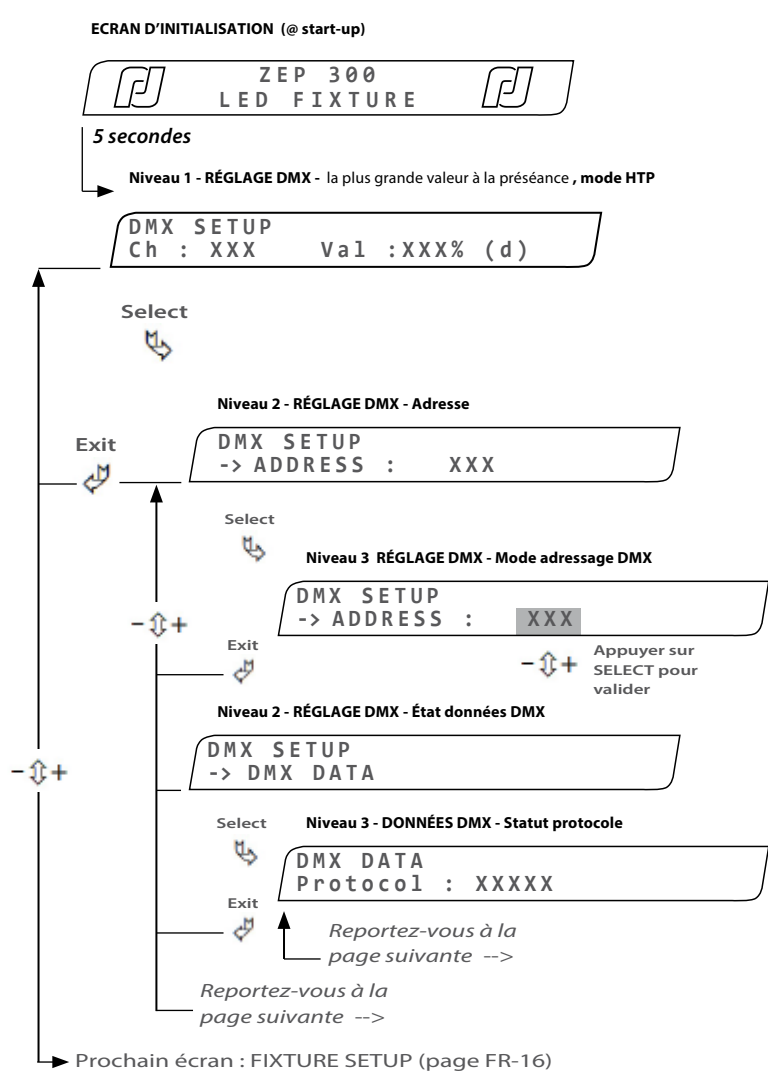 ECRAN D'INITIALISATION (@ start-up)
ZEP 300
LED FIXTURE
5 secondes
Niveau 1 - RÉGLAGE DMX - la plus grande valeur à la préséance , mode HTP
DMX SETUP
Ch : XXX Val :XXX% (d)
Select
Niveau 2 - RÉGLAGE DMX - Adresse
Exit
DMX SETUP
-> ADDRESS : XXX
Select
Niveau 3 RÉGLAGE DMX - Mode adressage DMX
DMX SETUP
-> ADDRESS : XXX
- +
Exit
- +
Appuyer sur
SELECT pour
valider
Niveau 2 - RÉGLAGE DMX - État données DMX
DMX SETUP
-> DMX DATA
- +
Select
Niveau 3 - DONNÉES DMX - Statut protocole
DMX DATA
Protocol : XXXXX
Exit
Reportez-vous à la
page suivante -->
Reportez-vous à la
page suivante -->
Prochain écran : FIXTURE SETUP (page FR-16)